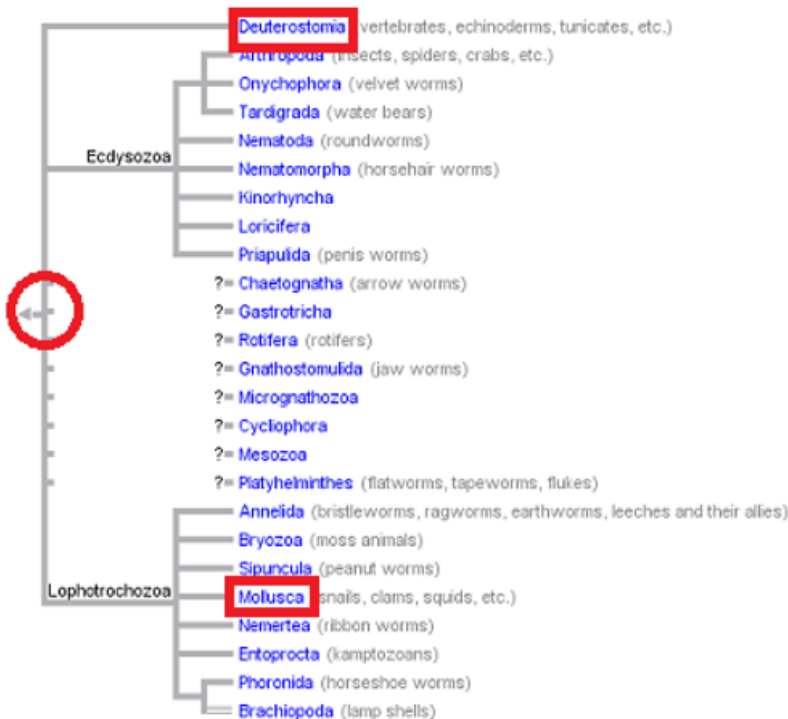 Deuterostomia (vertebrates, echinoderms, tunicates, etc.)
Arthropoda (insects, spiders, crabs, etc.)
Onychophora (velvet worms)
Tardigrada (water bears)
Nematoda (roundworms)
Ecdysozoa
Nematomorpha (horsehair worms)
Kinorhyncha
Loricifera
Priapulida (penis worms)
?= Chaetognatha (arrow worms)
?= Gastrotricha
?= Rotifera (rotifers)
?= Gnathostomulida (jaw worms)
?= Micrognathozoa
?= Cycliophora
?= Mesozoa
?= Platyhelminthes (flatworms, tapeworms, flukes)
Annelida (bristleworms, ragworms, earthworms, leeches and their allies)
Bryozoa (moss animals)
Sipuncula (peanut worms)
Lophotrochozoa
Mollusca (snails, clams, squids, etc.)
Nemertea (ribbon worms)
Entoprocta (kamptozoans)
Phoronida (horseshoe worms)
Brachiopoda (lamp shells)